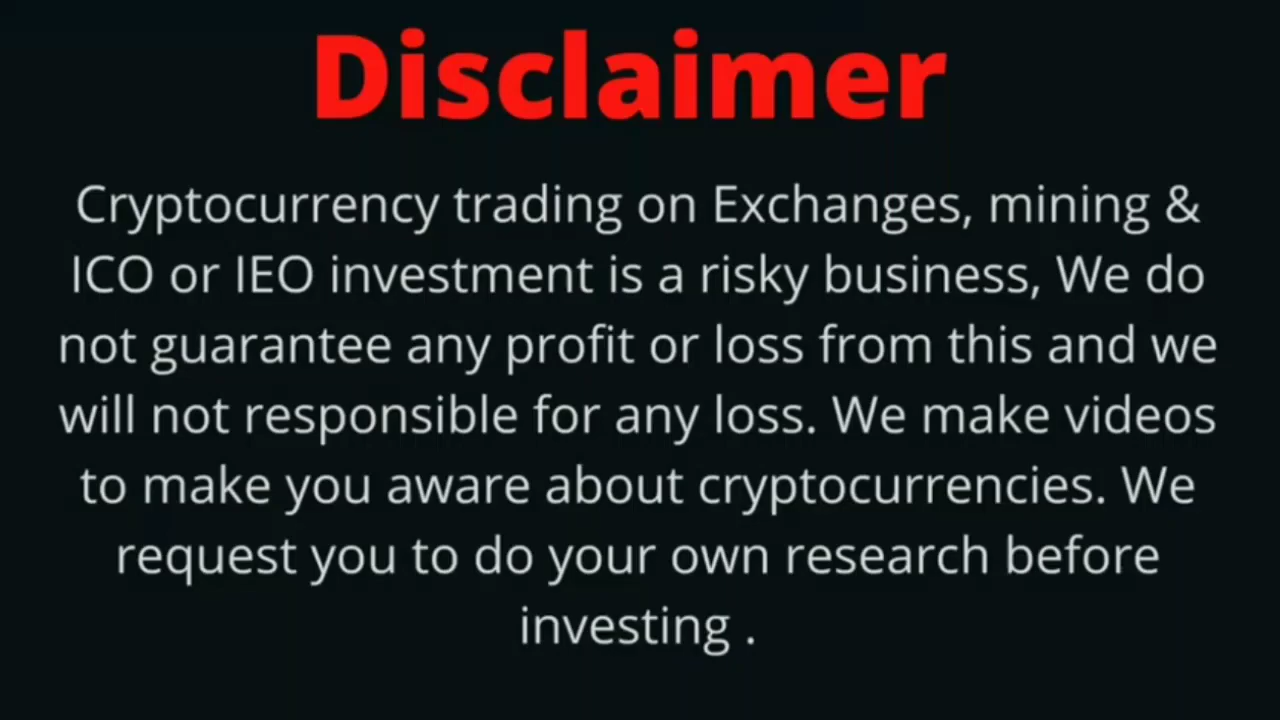 Disclaimer
Cryptocurrency trading on Exchanges, mining &
ICO or IEO investment is a risky business, We do
not guarantee any profit or loss from this and we
will not responsible for any loss. We make videos
to make you aware about cryptocurrencies. We
request you to do your own research before
investing .